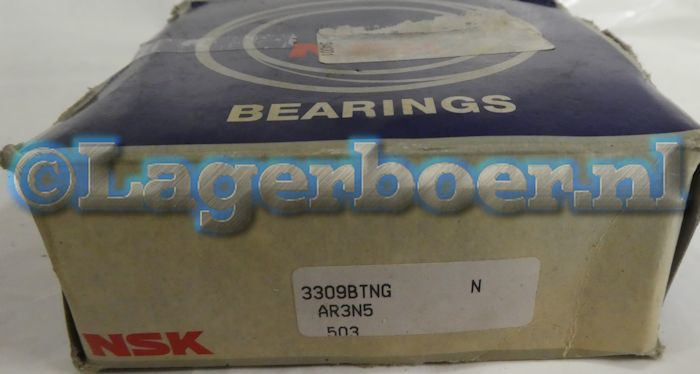 BEARINGS
©Lagerboer.nl
3309BTNG N
AR3N5
503
NSK